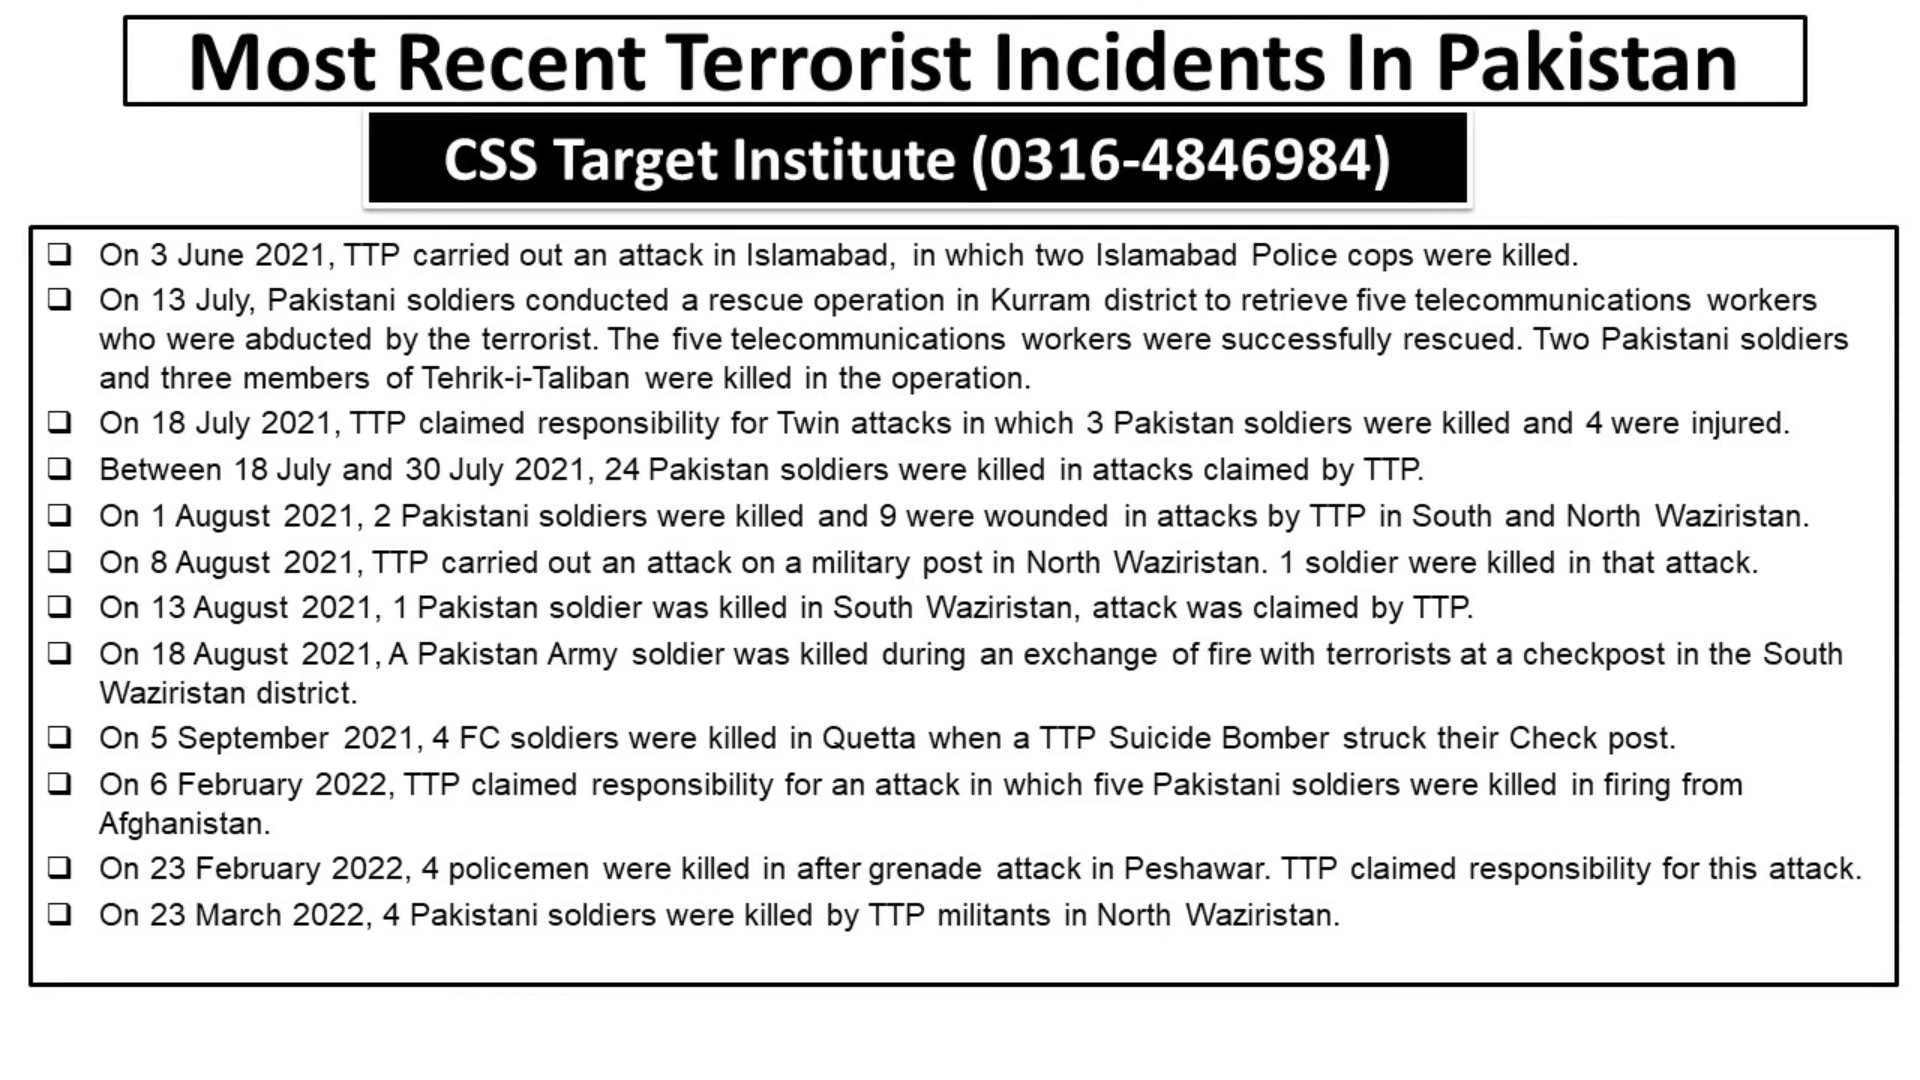 Most Recent Terrorist Incidents In Pakistan
CSS Target Institute (0316-4846984)
❑ On 3 June 2021, TTP carried out an attack in Islamabad, in which two Islamabad Police cops were killed.
❑ On 13 July, Pakistani soldiers conducted a rescue operation in Kurram district to retrieve five telecommunications workers
who were abducted by the terrorist. The five telecommunications workers were successfully rescued. Two Pakistani soldiers
and three members of Tehrik-i-Taliban were killed in the operation.
❑ On 18 July 2021, TTP claimed responsibility for Twin attacks in which 3 Pakistan soldiers were killed and 4 were injured.
❑ Between 18 July and 30 July 2021, 24 Pakistan soldiers were killed in attacks claimed by TTP.
❑ On 1 August 2021, 2 Pakistani soldiers were killed and 9 were wounded in attacks by TTP in South and North Waziristan.
❑ On 8 August 2021, TTP carried out an attack on a military post in North Waziristan. 1 soldier were killed in that attack.
❑ On 13 August 2021, 1 Pakistan soldier was killed in South Waziristan, attack was claimed by TTP.
❑ On 18 August 2021, A Pakistan Army soldier was killed during an exchange of fire with terrorists at a checkpost in the South
Waziristan district.
❑ On 5 September 2021, 4 FC soldiers were killed in Quetta when a TTP Suicide Bomber struck their Check post.
❑ On 6 February 2022, TTP claimed responsibility for an attack in which five Pakistani soldiers were killed in firing from
Afghanistan.
❑ On 23 February 2022, 4 policemen were killed in after grenade attack in Peshawar. TTP claimed responsibility for this attack.
❑ On 23 March 2022, 4 Pakistani soldiers were killed by TTP militants in North Waziristan.